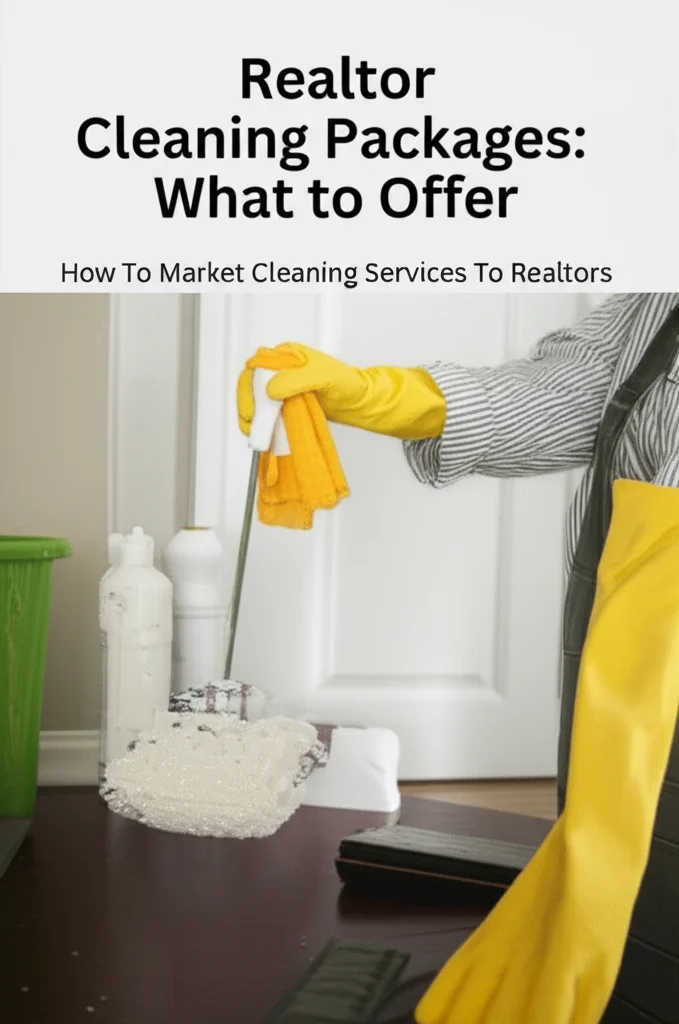 Realtor
Cleaning Packages:
What to Offer
How To Market Cleaning Services To Realtors